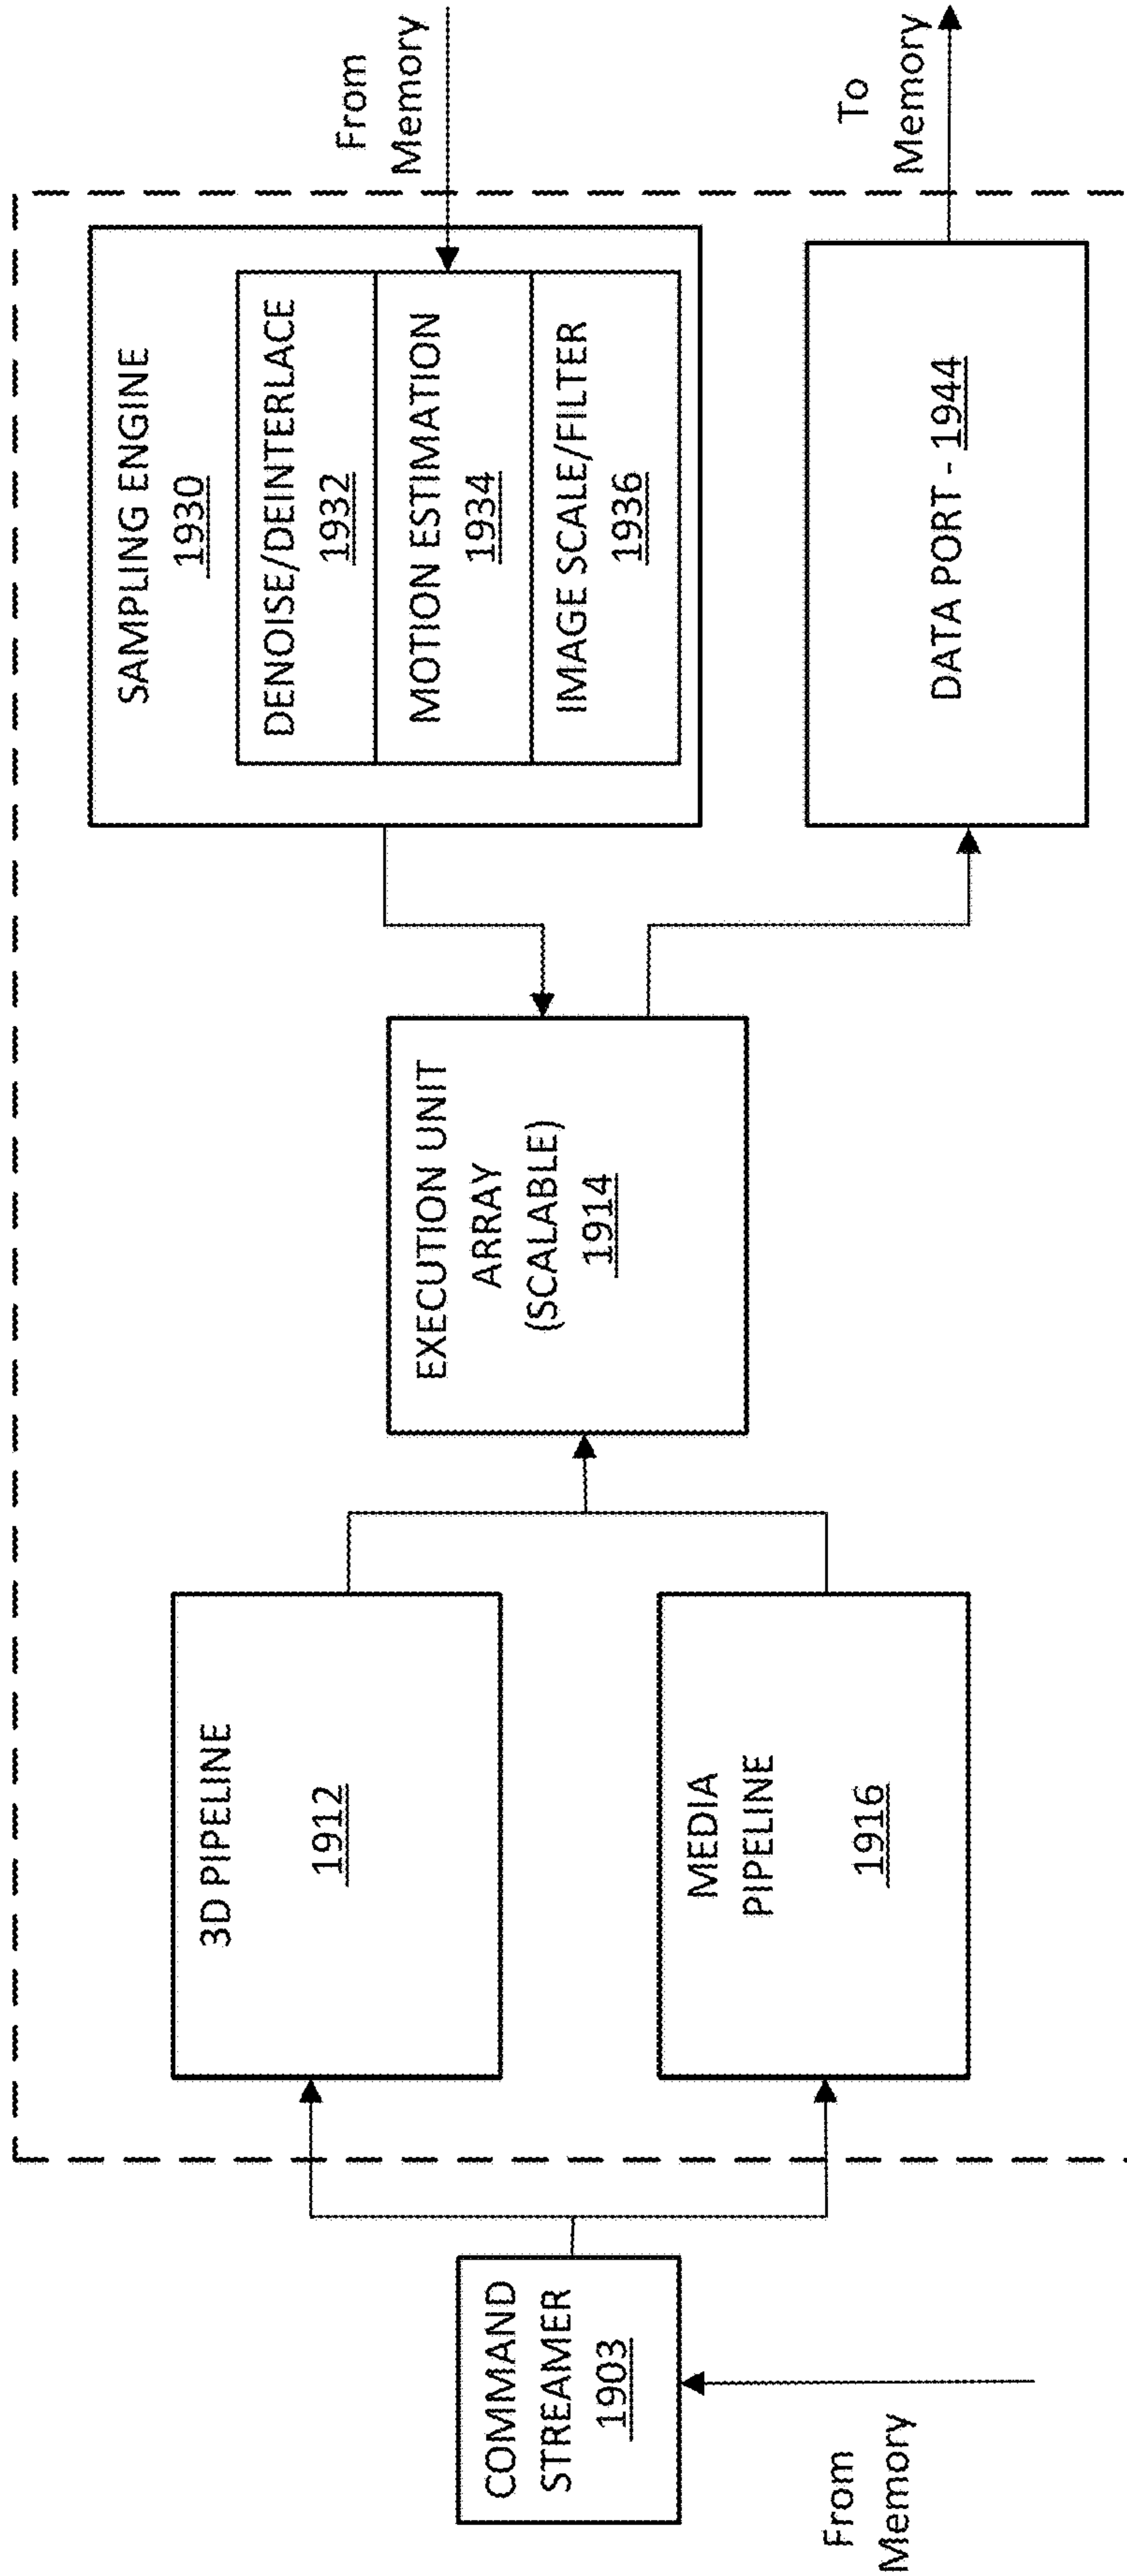 From
Memory
COMMAND
STREAMER
1903
3D PIPELINE
1912
MEDIA
PIPELINE
1916
EXECUTION UNIT
ARRAY
(SCALABLE)
1914
SAMPLING ENGINE
1930
DENOISE/DEINTERLACE
1932
MOTION ESTIMATION
1934
IMAGE SCALE/FILTER
1936
DATA PORT - 1944
From
Memory
To
Memory